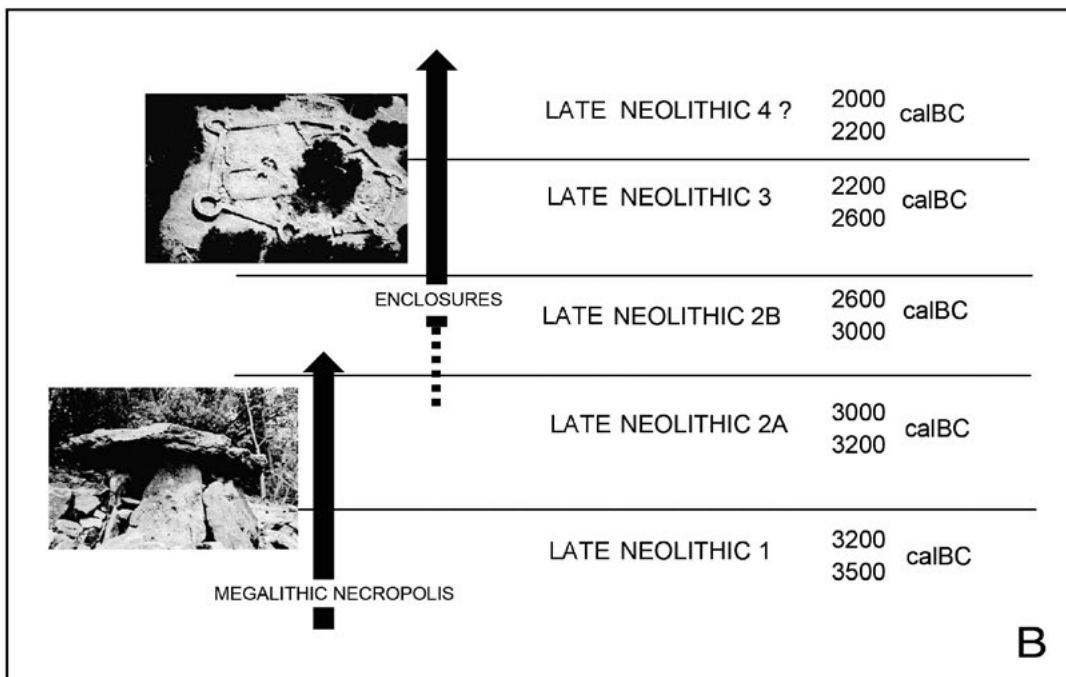 LATE NEOLITHIC 4 ?
2000
2200
calBC
LATE NEOLITHIC 3
2200
2600
calBC
ENCLOSURES
LATE NEOLITHIC 2B
2600
3000
calBC
LATE NEOLITHIC 2A
3000
3200
calBC
LATE NEOLITHIC 1
3200
3500
calBC
MEGALITHIC NECROPOLIS
B